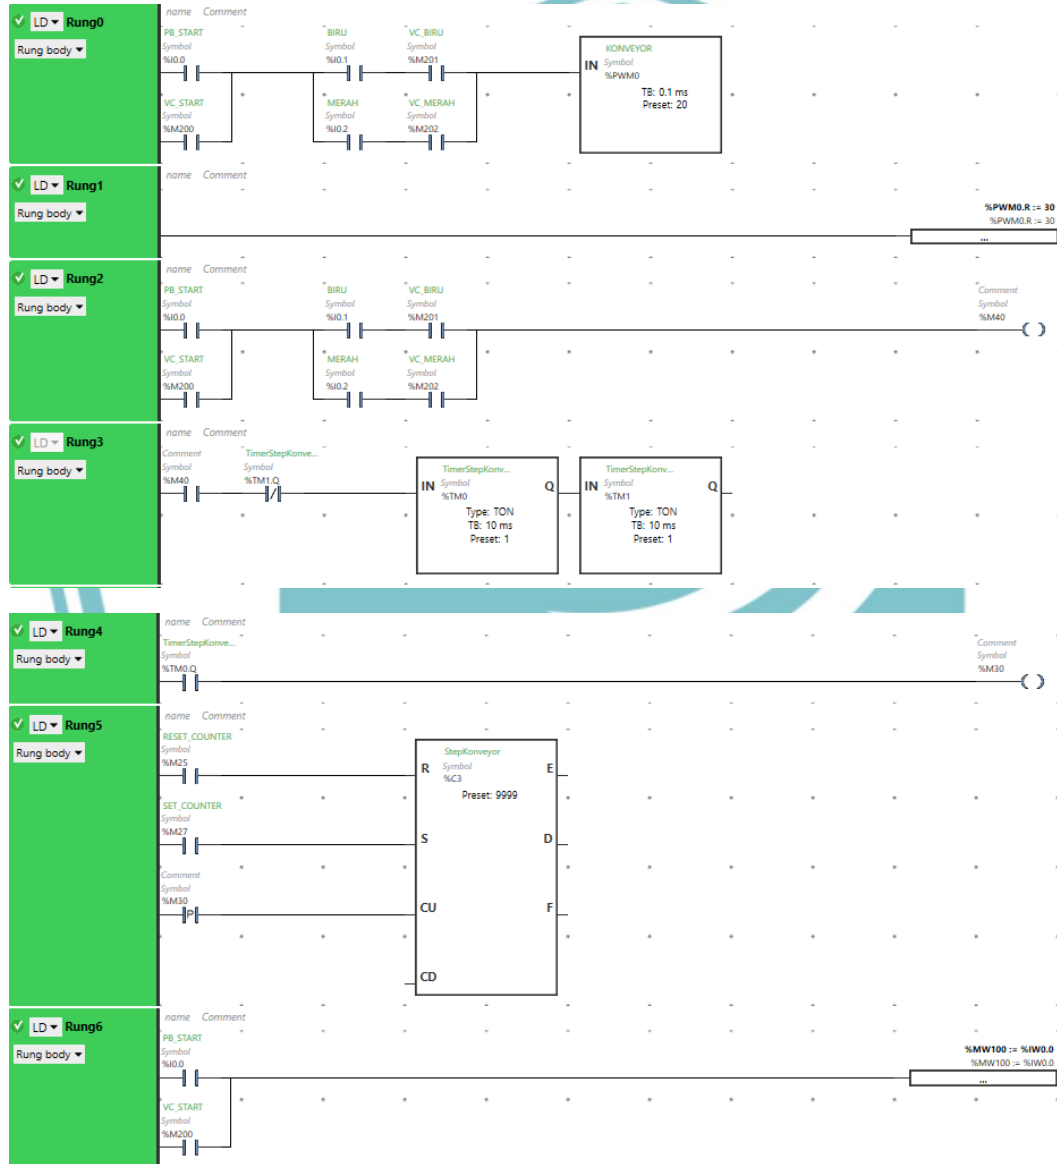 name Comment
LD Rung0
Rung body
PB_START BIRU VC_BIRU
Symbol Symbol Symbol
%I0.0 %I0.1 %M201
KONVEYOR
IN Symbol
%PWM0
TB: 0.1 ms
Preset: 20
VC_START MERAH VC_MERAH
Symbol Symbol Symbol
%M200 %I0.2 %M202
name Comment
LD Rung1
Rung body
%PWM0.R := 30
%PWM0.R := 30
...
name Comment
LD Rung2
Rung body
PB_START BIRU VC_BIRU Comment
Symbol Symbol Symbol Symbol
%I0.0 %I0.1 %M201 %M40
VC_START MERAH VC_MERAH
Symbol Symbol Symbol
%M200 %I0.2 %M202
name Comment
LD Rung3
Rung body
Comment TimerStepKonve...
Symbol Symbol
%M40 %TM1.Q
TimerStepKonv... TimerStepKonv...
IN Symbol Q IN Symbol Q
%TM0 %TM1
Type: TON Type: TON
TB: 10 ms TB: 10 ms
Preset: 1 Preset: 1
name Comment
LD Rung4
Rung body
TimerStepKonve... Comment
Symbol Symbol
%TM0.Q %M30
name Comment
LD Rung5
Rung body
RESET_COUNTER
Symbol
%M25
StepKonveyor
R Symbol E
%C3
Preset: 9999
SET_COUNTER
Symbol
%M27
S D
Comment
Symbol
%M30
P
CU F
CD
name Comment
LD Rung6
Rung body
PB_START
Symbol
%I0.0
%MW100 := %IW0.0
%MW100 := %IW0.0
...
VC_START
Symbol
%M200